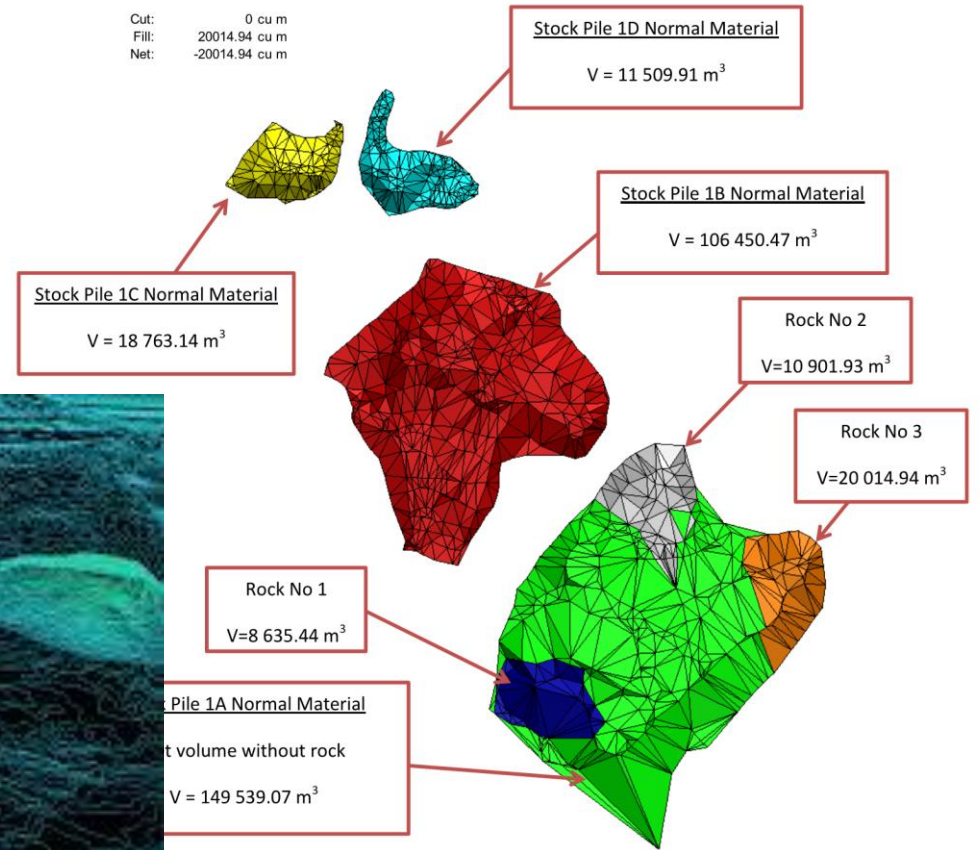 Cut: 0 cu m
Fill: 20014.94 cu m
Net: -20014.94 cu m
Stock Pile 1D Normal Material
V = 11 509.91 m³
Stock Pile 1B Normal Material
V = 106 450.47 m³
Stock Pile 1C Normal Material
V = 18 763.14 m³
Rock No 2
V=10 901.93 m³
Rock No 3
V=20 014.94 m³
Rock No 1
V=8 635.44 m³
Pile 1A Normal Material
volume without rock
V = 149 539.07 m³